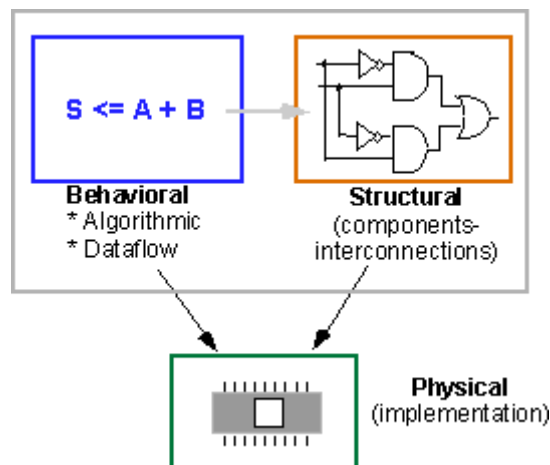 S <= A + B
Behavioral
* Algorithmic
* Dataflow
Structural
(components-
interconnections)
Physical
(implementation)